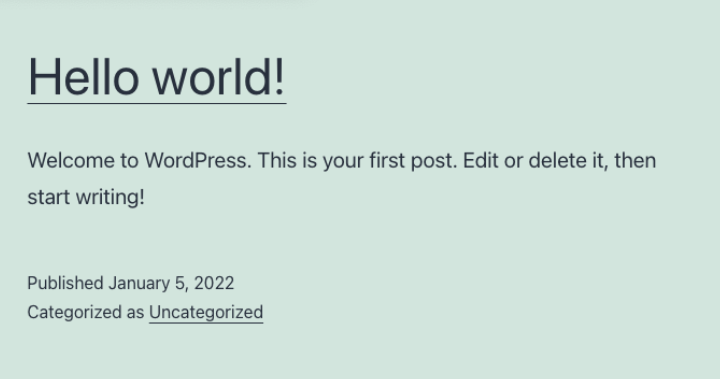 Hello world!
Welcome to WordPress. This is your first post. Edit or delete it, then
start writing!
Published January 5, 2022
Categorized as Uncategorized